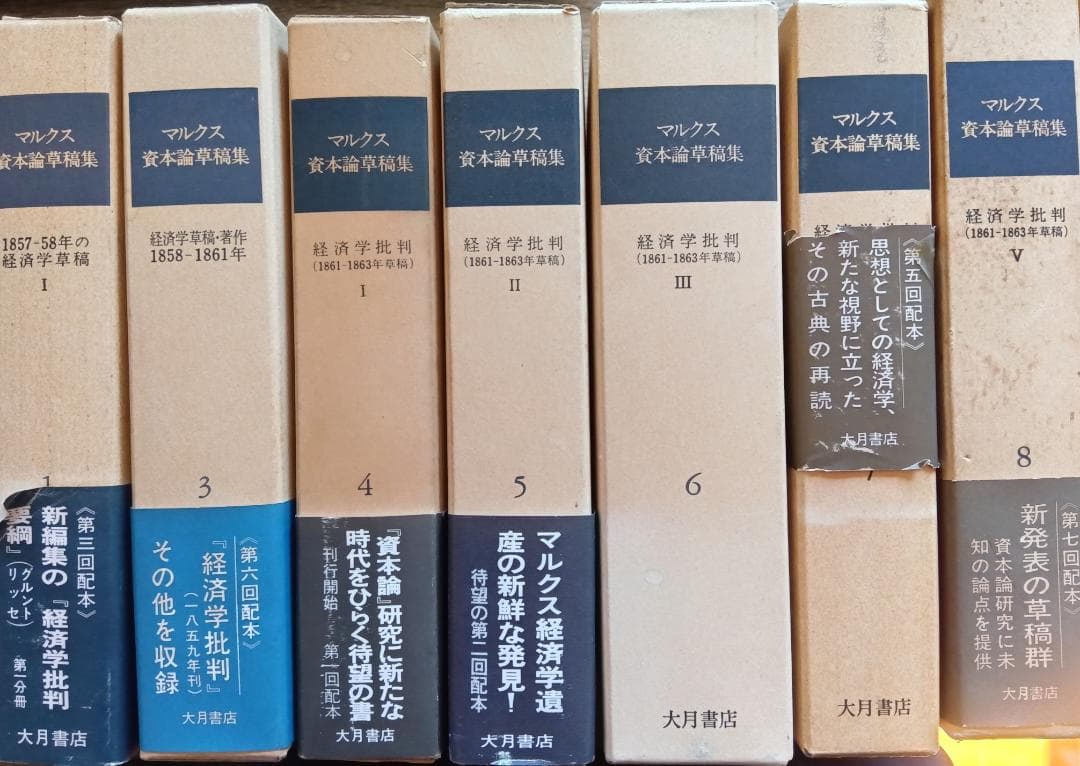 マルクス
資本論草稿集
1857-58年の
経済学草稿
I
1
《第三回配本》
新編集の『経済学批判
要綱』(グルントリッセ)
第一分冊
大月書店
マルクス
資本論草稿集
経済学草稿・著作
1858-1861年
3
《第六回配本》
『経済学批判』
(一八五九年刊)
その他を収録
大月書店
マルクス
資本論草稿集
経済学批判
(1861-1863年草稿)
I
4
『資本論』研究に新たな
時代をひらく待望の書
刊行開始 第一回配本
大月書店
マルクス
資本論草稿集
経済学批判
(1861-1863年草稿)
II
5
マルクス経済学遺
産の新鮮な発見!
待望の第二回配本
大月書店
マルクス
資本論草稿集
経済学批判
(1861-1863年草稿)
III
6
大月書店
マルクス
資本論草稿集
《第五回配本》
思想としての経済学、
新たな視野に立った
その古典の再読
大月書店
大月書店
マルクス
資本論草稿集
経済学批判
(1861-1863年草稿)
V
8
《第七回配本》
新発表の草稿群
資本論研究に未
知の論点を提供
大月書店